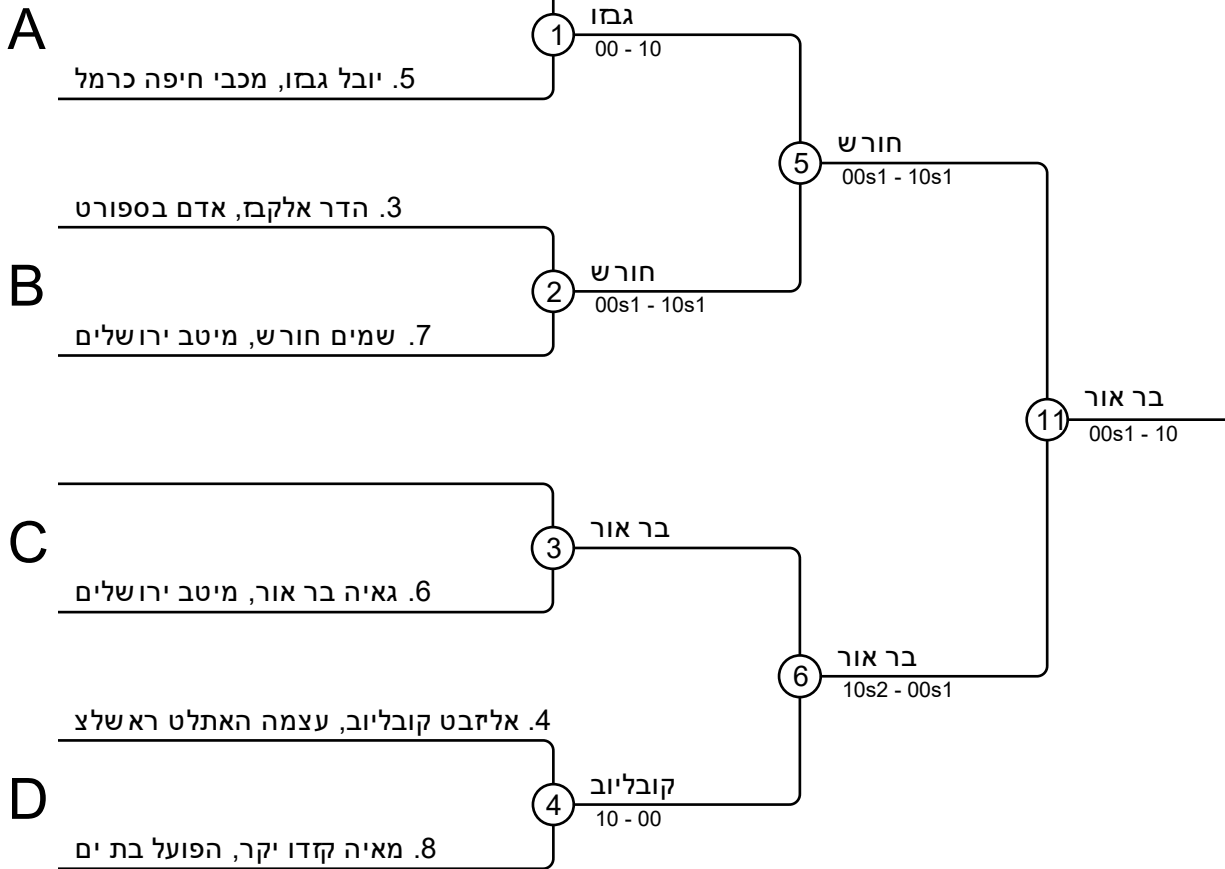 A
1
גבזו
00 - 10
5. יובל גבזו, מכבי חיפה כרמל
5
חורש
00s1 - 10s1
3. הדר אלקבז, אדם בספורט
B
2
חורש
00s1 - 10s1
7. שמים חורש, מיטב ירושלים
11
בר אור
00s1 - 10
C
3
בר אור
6. גאיה בר אור, מיטב ירושלים
6
בר אור
10s2 - 00s1
4. אליזבט קובליוב, עצמה האתלט ראשלצ
D
4
קובליוב
10 - 00
8. מאיה קזדו יקר, הפועל בת ים